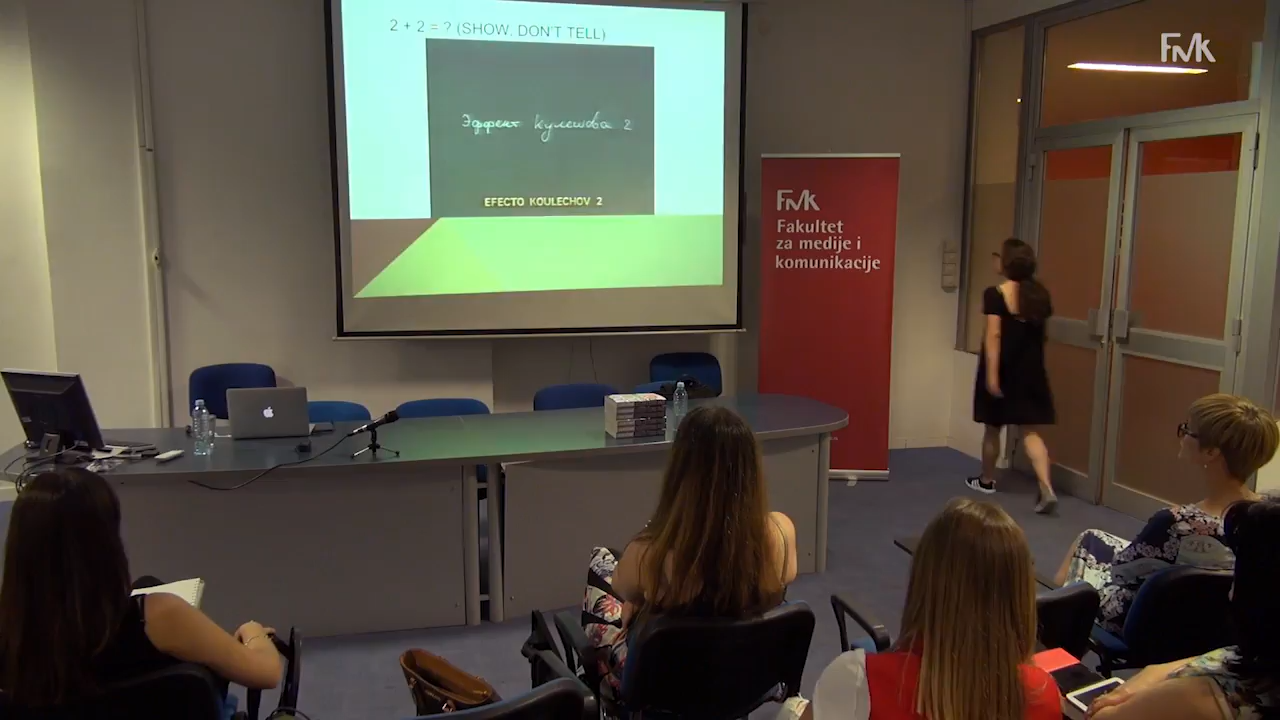 2 + 2 = ? (SHOW. DON'T TELL)
Эффект Кулешова 2
EFECTO KOULECHOV 2
FMK
FMK
Fakultet
za medije i
komunikacije